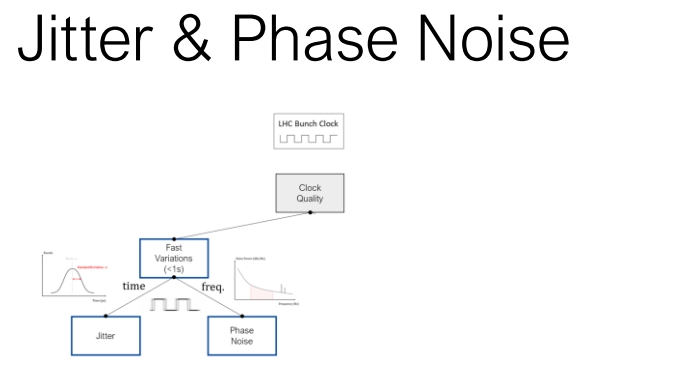 Jitter & Phase Noise
LHC Bunch Clock
Clock
Quality
Fast
Variations
(<1s)
time
freq.
Jitter
Phase
Noise